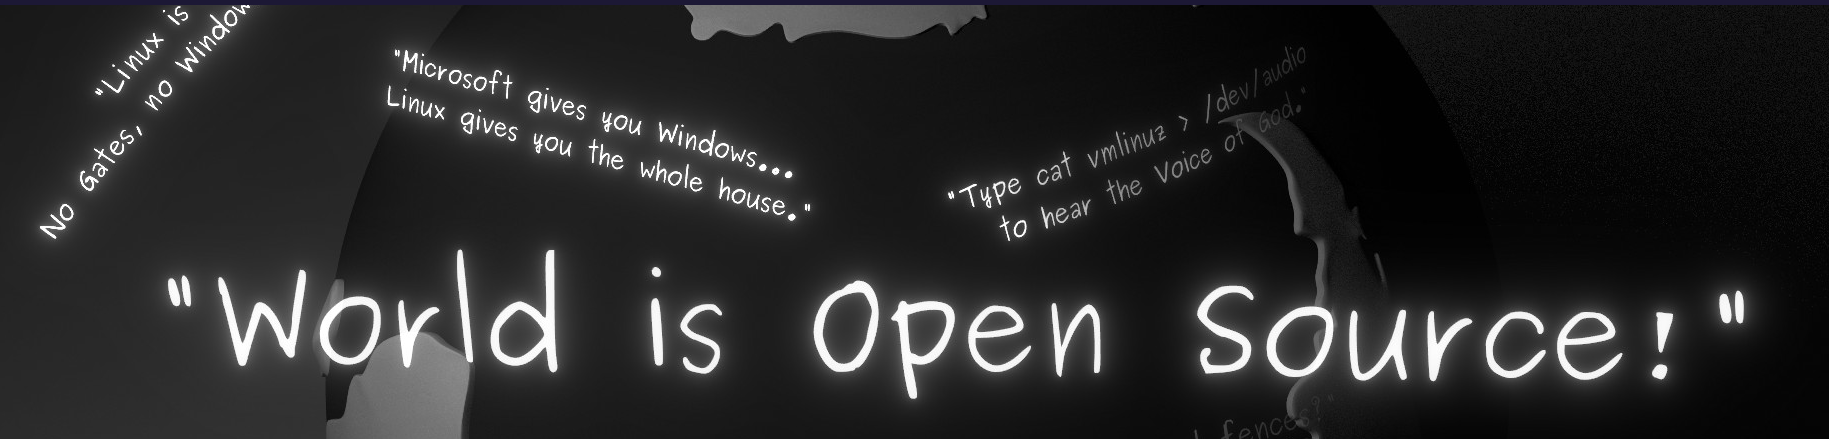 "Linux is
No Gates, no Window
"Microsoft gives you Windows...
Linux gives you the whole house."
"Type cat vmlinuz > /dev/audio
to hear the Voice of God."
"World is Open Source!"
fences?"